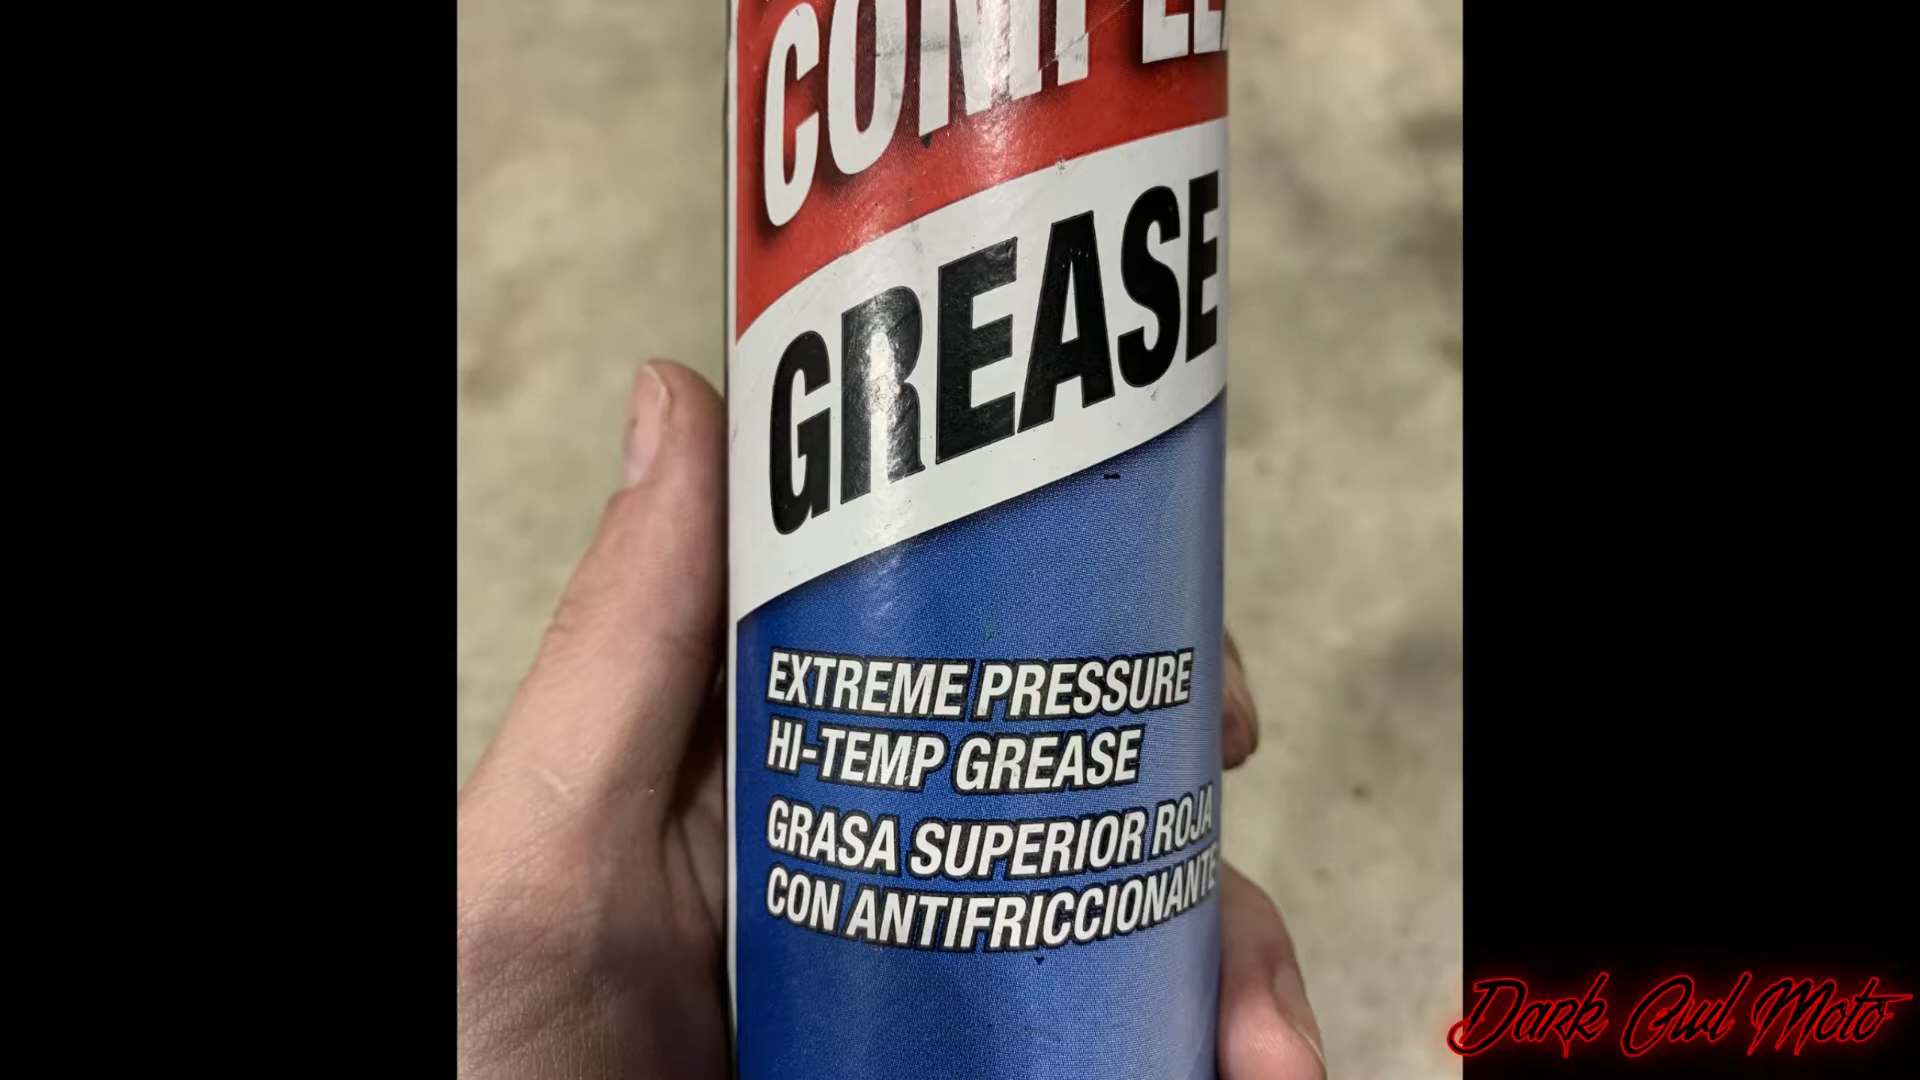 GREASE
EXTREME PRESSURE
HI-TEMP GREASE
GRASA SUPERIOR ROJA
CON ANTIFRICCIONANTE
Dark Owl Moto